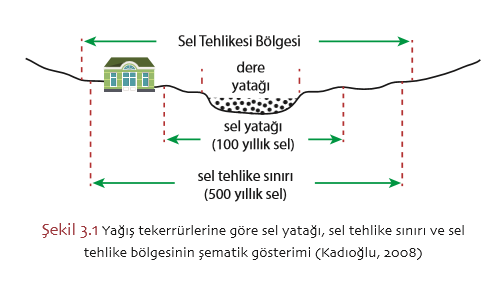 Sel Tehlikesi Bölgesi
dere
yatağı
sel yatağı
(100 yıllık sel)
sel tehlike sınırı
(500 yıllık sel)
Şekil 3.1 Yağış tekerrürlerine göre sel yatağı, sel tehlike sınırı ve sel
tehlike bölgesinin şematik gösterimi (Kadıoğlu, 2008)